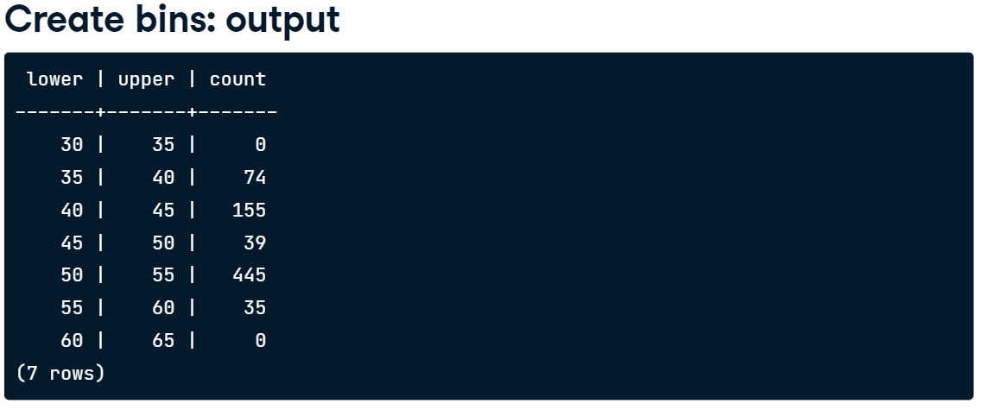 Create bins: output
 lower | upper | count
-------+-------+-------
    30 |    35 |     0
    35 |    40 |    74
    40 |    45 |   155
    45 |    50 |    39
    50 |    55 |   445
    55 |    60 |    35
    60 |    65 |     0
(7 rows)